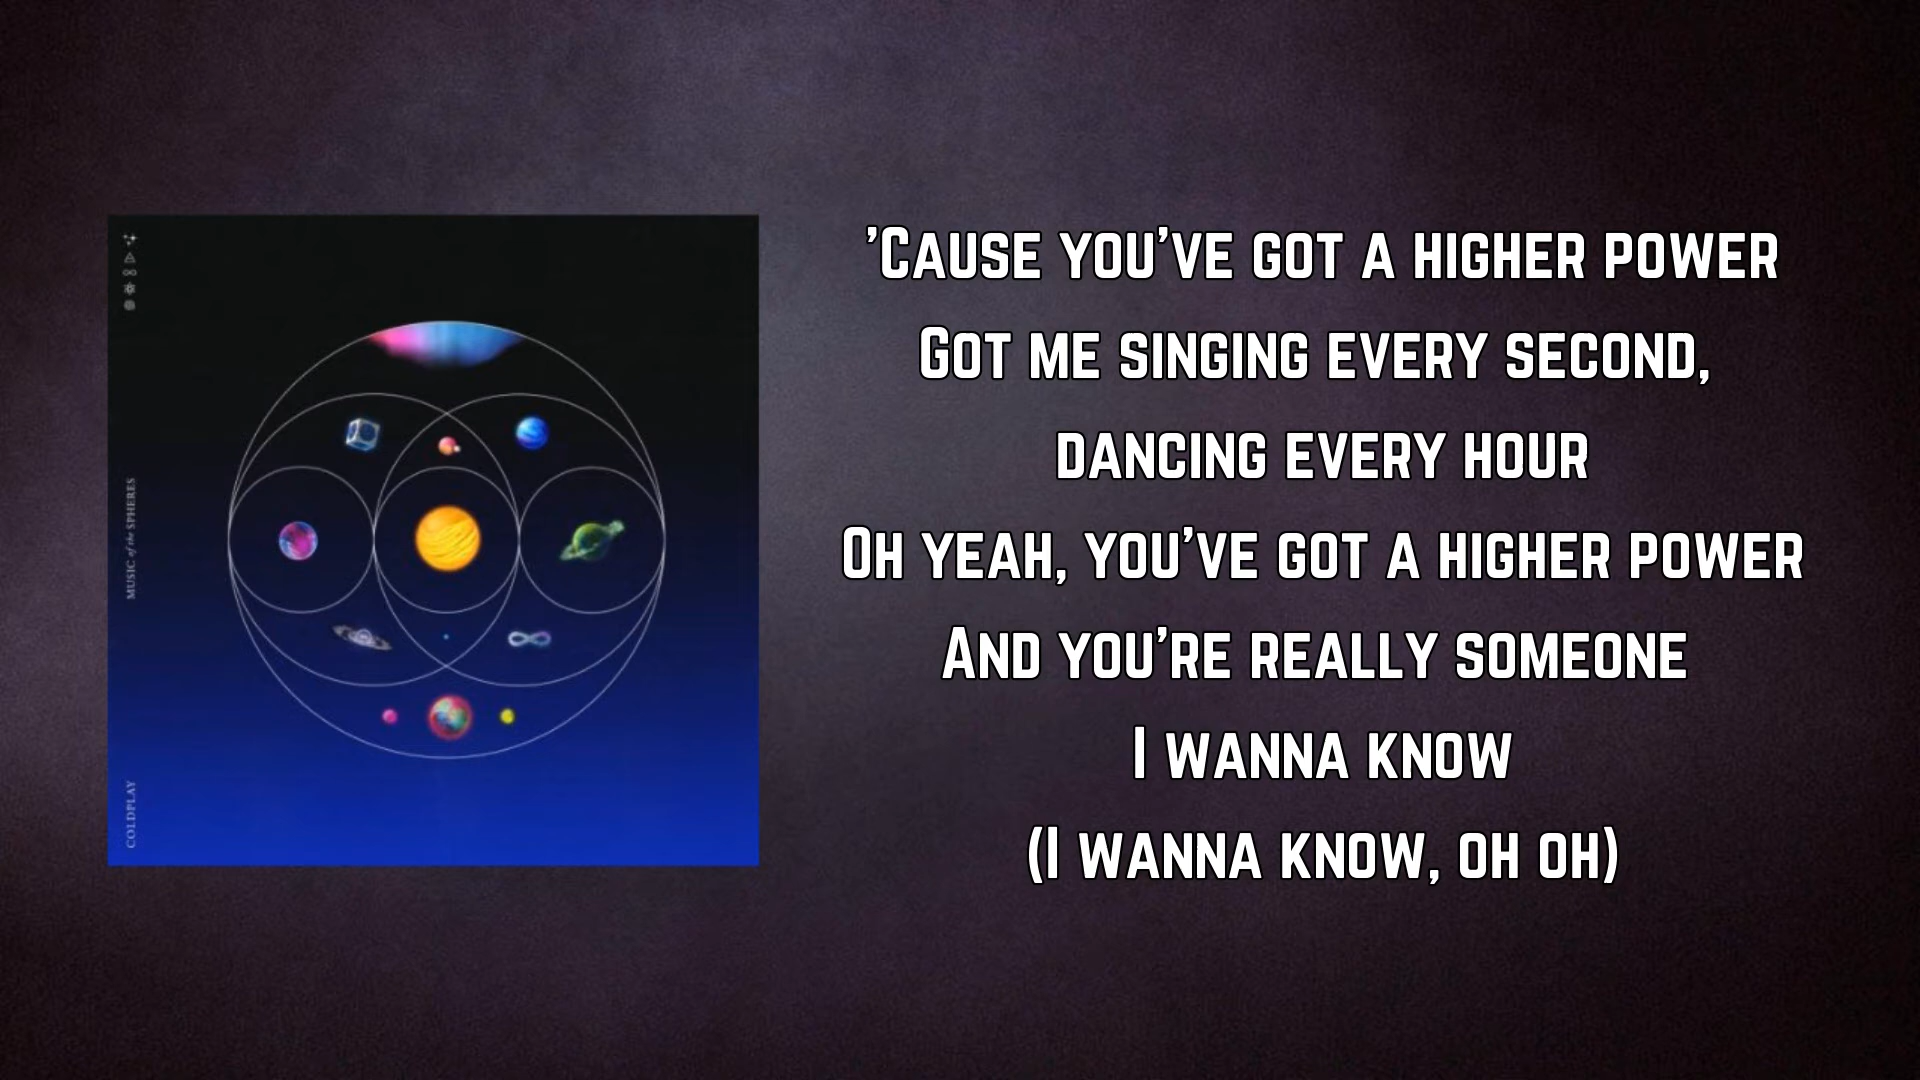 MUSIC of the SPHERES
COLDPLAY
'Cause you've got a higher power
Got me singing every second,
dancing every hour
Oh yeah, you've got a higher power
And you're really someone
I wanna know
(I wanna know, oh oh)